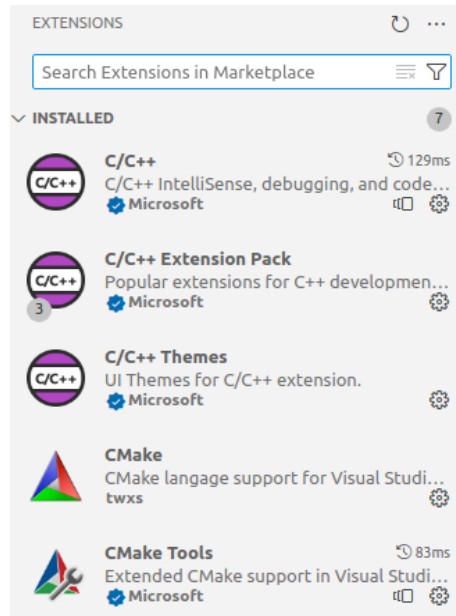 EXTENSIONS
Search Extensions in Marketplace
INSTALLED 7
C/C++ 129ms
C/C++ C/C++ IntelliSense, debugging, and code...
Microsoft
C/C++ Extension Pack
C/C++ Popular extensions for C++ developmen...
3 Microsoft
C/C++ Themes
C/C++ UI Themes for C/C++ extension.
Microsoft
CMake
CMake langage support for Visual Studi...
twxs
CMake Tools 83ms
Extended CMake support in Visual Studi...
Microsoft